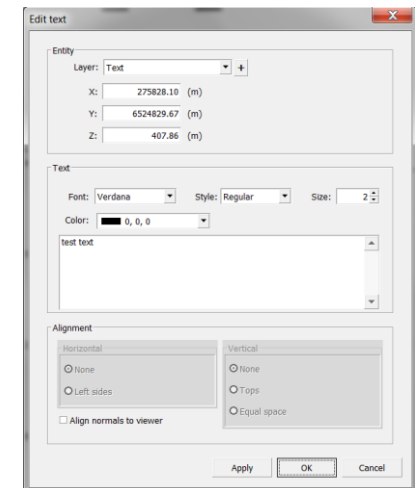 Edit text
Entity
Layer: Text +
X: 275828.10 (m)
Y: 6524829.67 (m)
Z: 407.86 (m)
Text
Font: Verdana Style: Regular Size: 2
Color: 0, 0, 0
test text
Alignment
Horizontal Vertical
None None
Left sides Tops
Equal space
Align normals to viewer
Apply OK Cancel